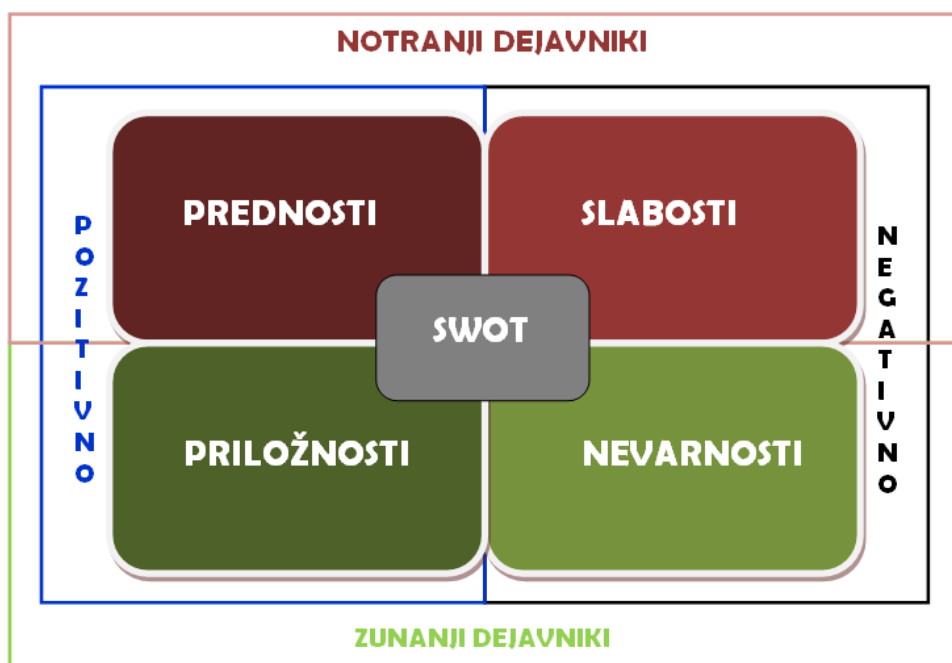 NOTRANJI DEJAVNIKI
PREDNOSTI
SLABOSTI
POZITIVNO
NEGATIVNO
SWOT
PRILOŽNOSTI
NEVARNOSTI
ZUNANJI DEJAVNIKI